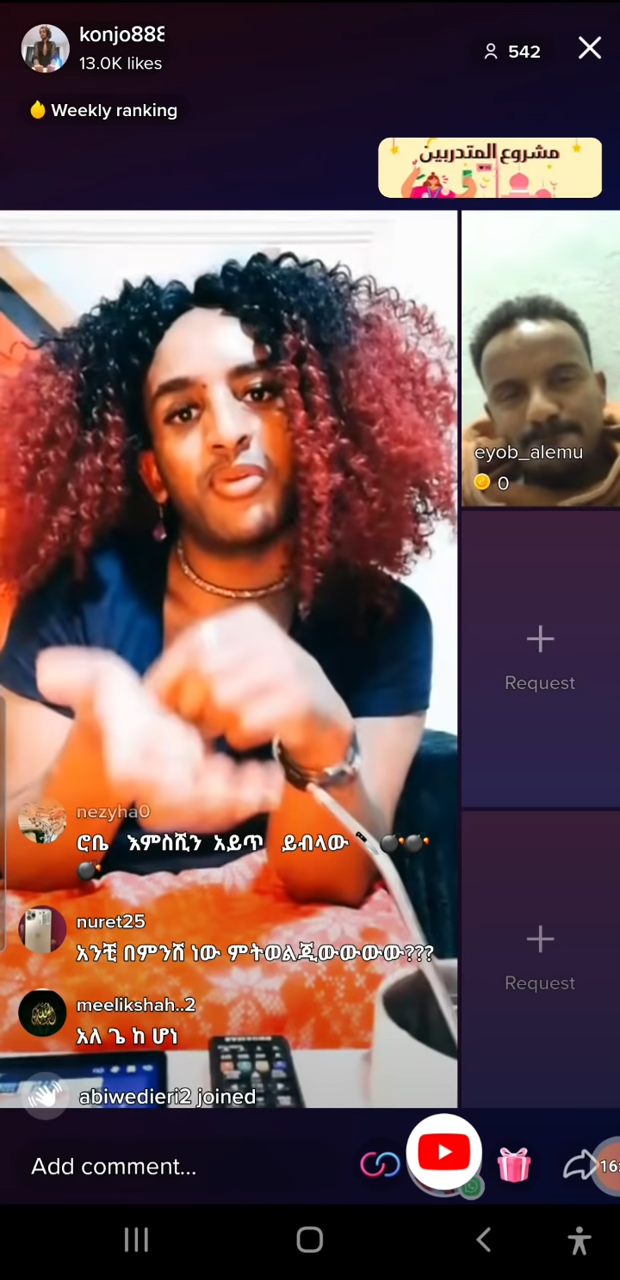 konjo888
13.0K likes
542
Weekly ranking
مشروع المتدربين
eyob_alemu
0
Request
Request
nezyha0
ሮቤ እምስሺን አይጥ ይብላው
nuret25
አንቺ በምንሽ ነው ምትወልጂውውውው???
meelikshah..2
አለ ጌ ከ ሆነ
abiwedieri2 joined
Add comment...
16: